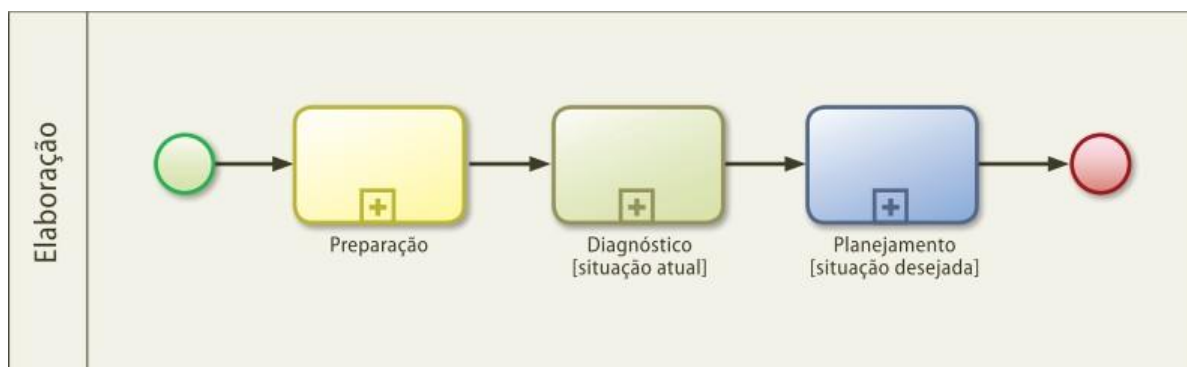 Elaboração
Preparação
Diagnóstico
[situação atual]
Planejamento
[situação desejada]